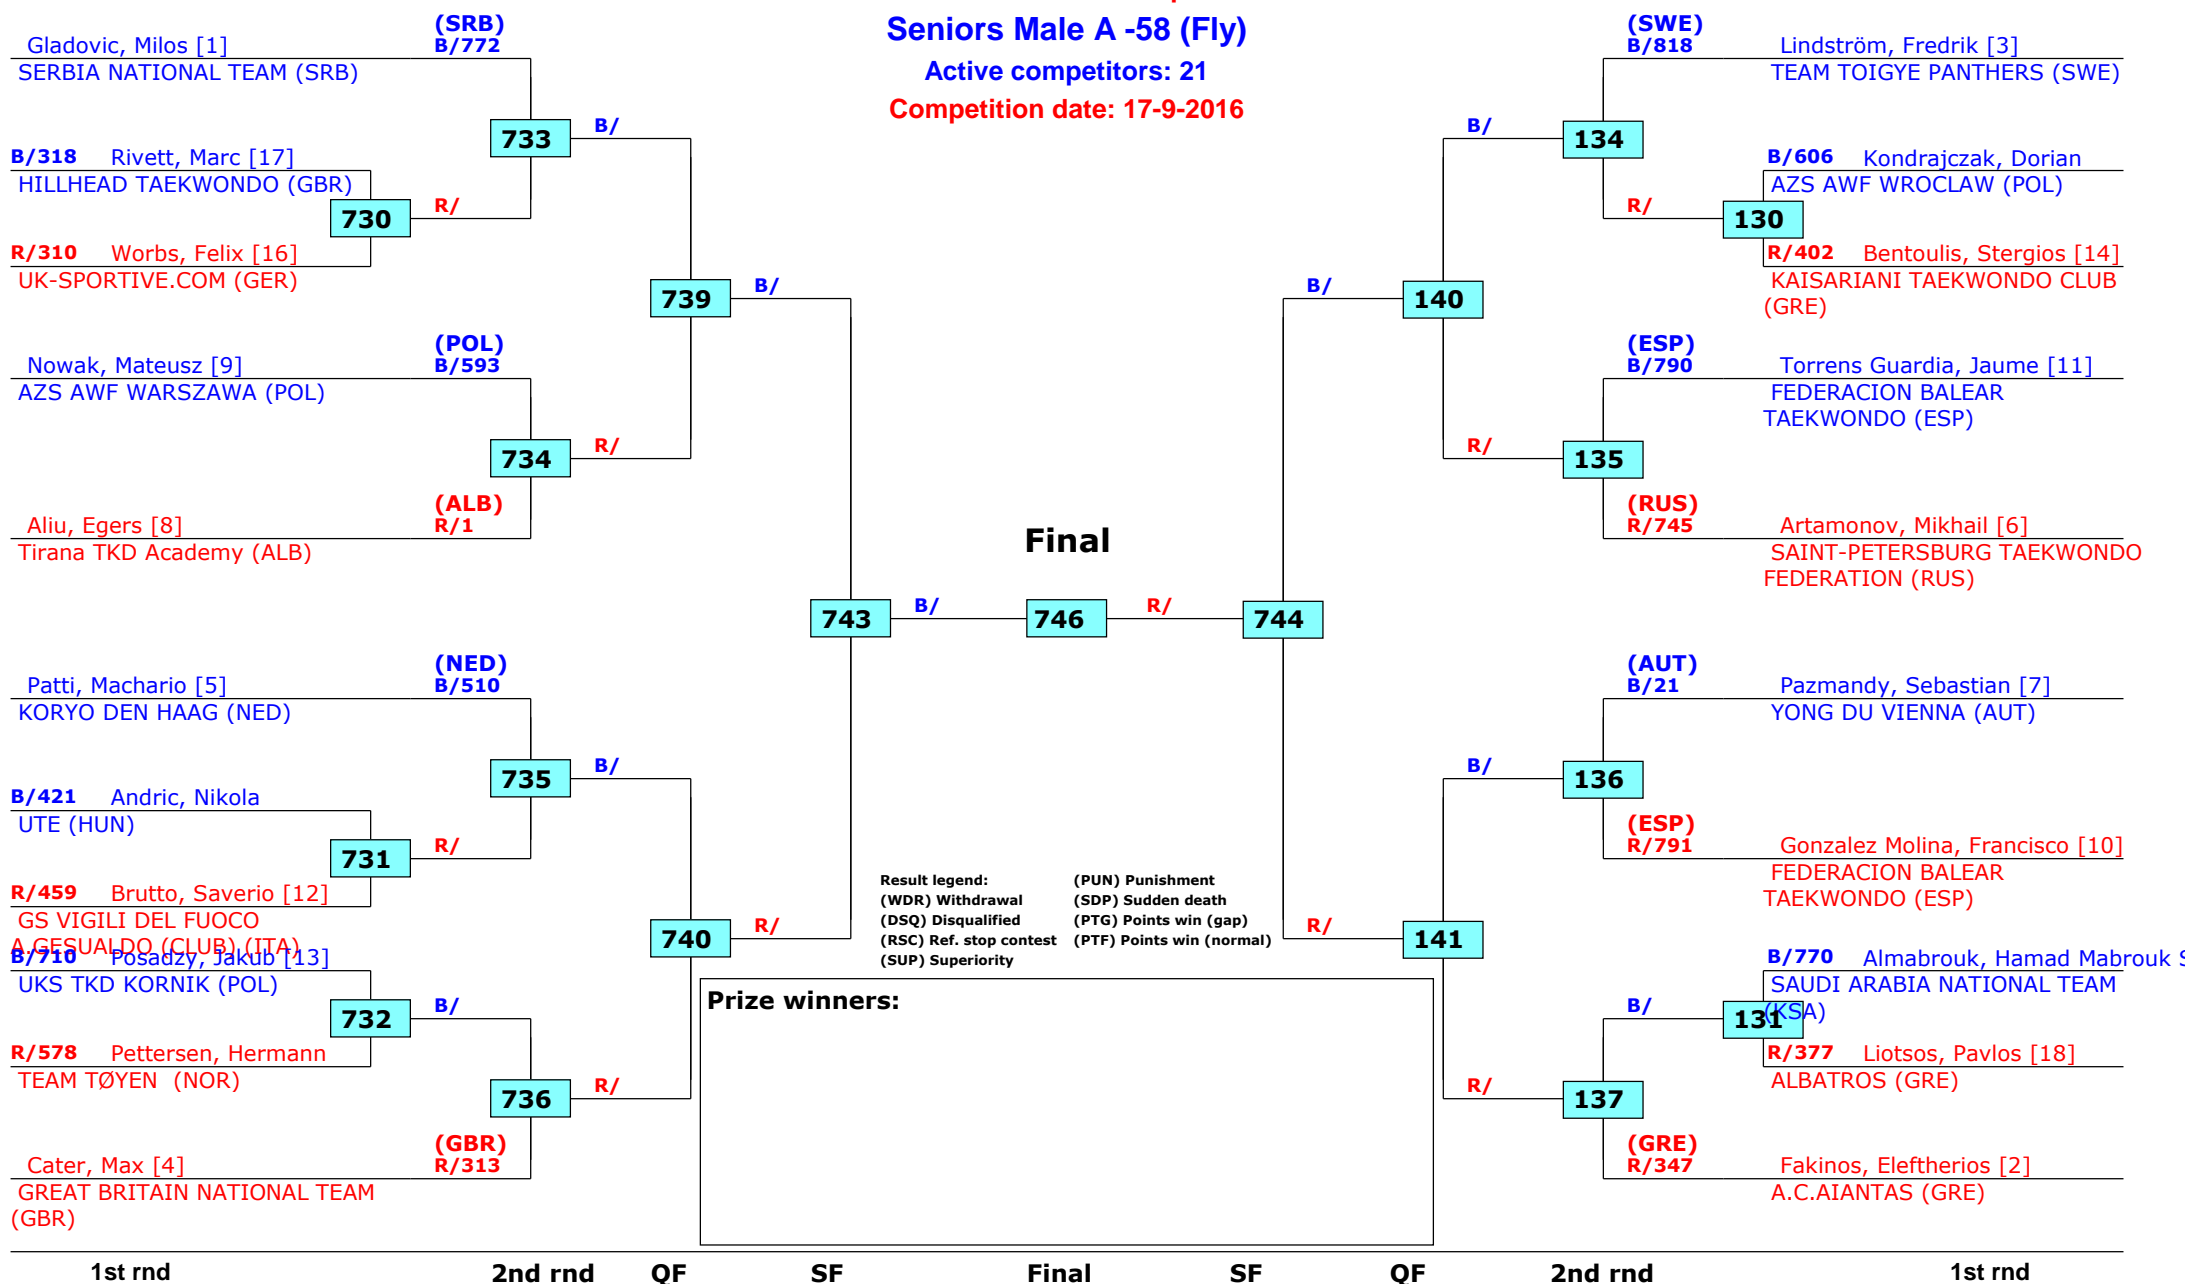 Seniors Male A -58 (Fly)
Active competitors: 21
Competition date: 17-9-2016
(SRB)
Gladovic, Milos [1] B/772
SERBIA NATIONAL TEAM (SRB)
733
B/
B/318 Rivett, Marc [17]
HILLHEAD TAEKWONDO (GBR)
730
R/
R/310 Worbs, Felix [16]
UK-SPORTIVE.COM (GER)
739
B/
(POL)
Nowak, Mateusz [9] B/593
AZS AWF WARSZAWA (POL)
734
R/
(ALB)
Aliu, Egers [8] R/1
Tirana TKD Academy (ALB)
743
B/
(NED)
Patti, Machario [5] B/510
KORYO DEN HAAG (NED)
735
B/
B/421 Andric, Nikola
UTE (HUN)
731
R/
R/459 Brutto, Saverio [12]
GS VIGILI DEL FUOCO
A.GESUALDO (CLUB) (ITA)
740
R/
B/710 Posadzy, Jakub [13]
UKS TKD KORNIK (POL)
732
B/
R/578 Pettersen, Hermann
TEAM TØYEN (NOR)
736
R/
(GBR)
Cater, Max [4] R/313
GREAT BRITAIN NATIONAL TEAM
(GBR)
Final
746
R/
(SWE)
B/818 Lindström, Fredrik [3]
TEAM TOIGYE PANTHERS (SWE)
B/
134
B/606 Kondrajczak, Dorian
AZS AWF WROCLAW (POL)
R/
130
R/402 Bentoulis, Stergios [14]
KAISARIANI TAEKWONDO CLUB
(GRE)
B/
140
(ESP)
B/790 Torrens Guardia, Jaume [11]
FEDERACION BALEAR
TAEKWONDO (ESP)
R/
135
(RUS)
R/745 Artamonov, Mikhail [6]
SAINT-PETERSBURG TAEKWONDO
FEDERATION (RUS)
744
(AUT)
B/21 Pazmandy, Sebastian [7]
YONG DU VIENNA (AUT)
B/
136
(ESP)
R/791 Gonzalez Molina, Francisco [10]
FEDERACION BALEAR
TAEKWONDO (ESP)
R/
141
B/770 Almabrouk, Hamad Mabrouk
SAUDI ARABIA NATIONAL TEAM
(KSA)
B/
131
R/377 Liotsos, Pavlos [18]
ALBATROS (GRE)
R/
137
(GRE)
R/347 Fakinos, Eleftherios [2]
A.C.AIANTAS (GRE)
Result legend: (PUN) Punishment
(WDR) Withdrawal (SDP) Sudden death
(DSQ) Disqualified (PTG) Points win (gap)
(RSC) Ref. stop contest (PTF) Points win (normal)
(SUP) Superiority
Prize winners:
1st rnd 2nd rnd QF SF Final SF QF 2nd rnd 1st rnd